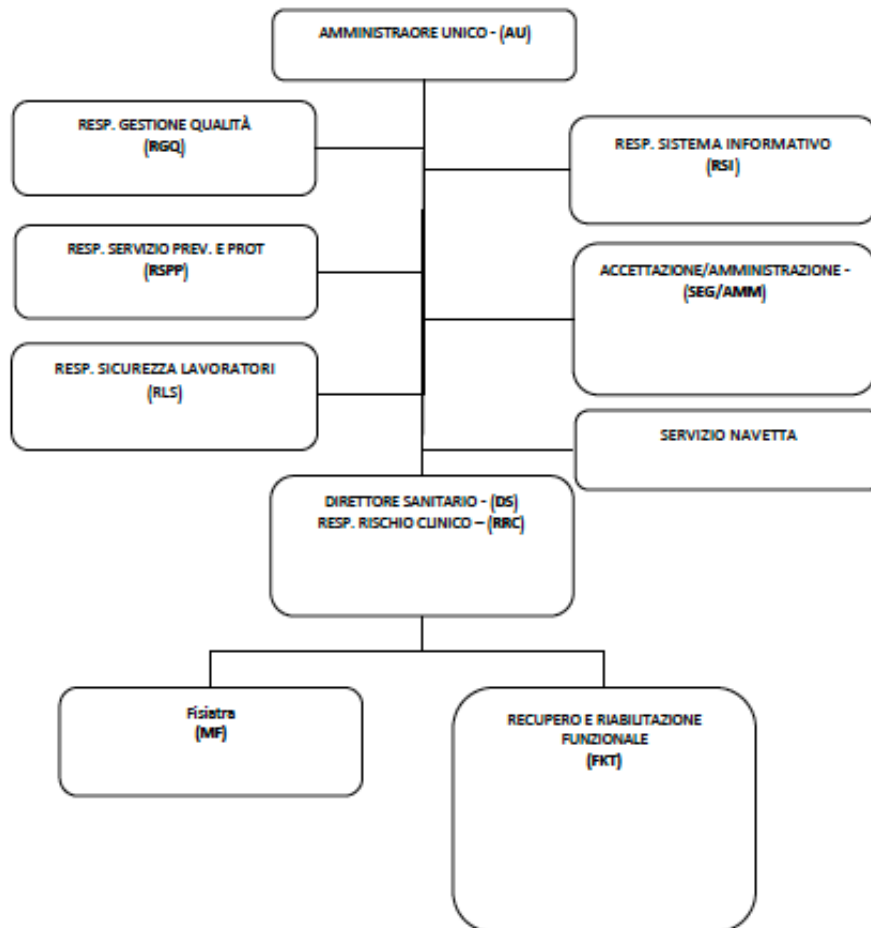 AMMINISTRAORE UNICO - (AU)
RESP. GESTIONE QUALITÀ
(RGQ)
RESP. SISTEMA INFORMATIVO
(RSI)
RESP. SERVIZIO PREV. E PROT
(RSPP)
ACCETTAZIONE/AMMINISTRAZIONE -
(SEG/AMM)
RESP. SICUREZZA LAVORATORI
(RLS)
SERVIZIO NAVETTA
DIRETTORE SANITARIO - (DS)
RESP. RISCHIO CLINICO – (RRC)
Fisiatra
(MF)
RECUPERO E RIABILITAZIONE
FUNZIONALE
(FKT)